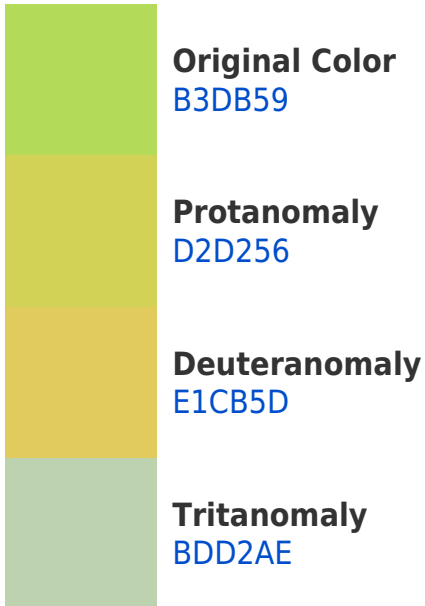 Original Color
B3DB59
Protanomaly
D2D256
Deuteranomaly
E1CB5D
Tritanomaly
BDD2AE